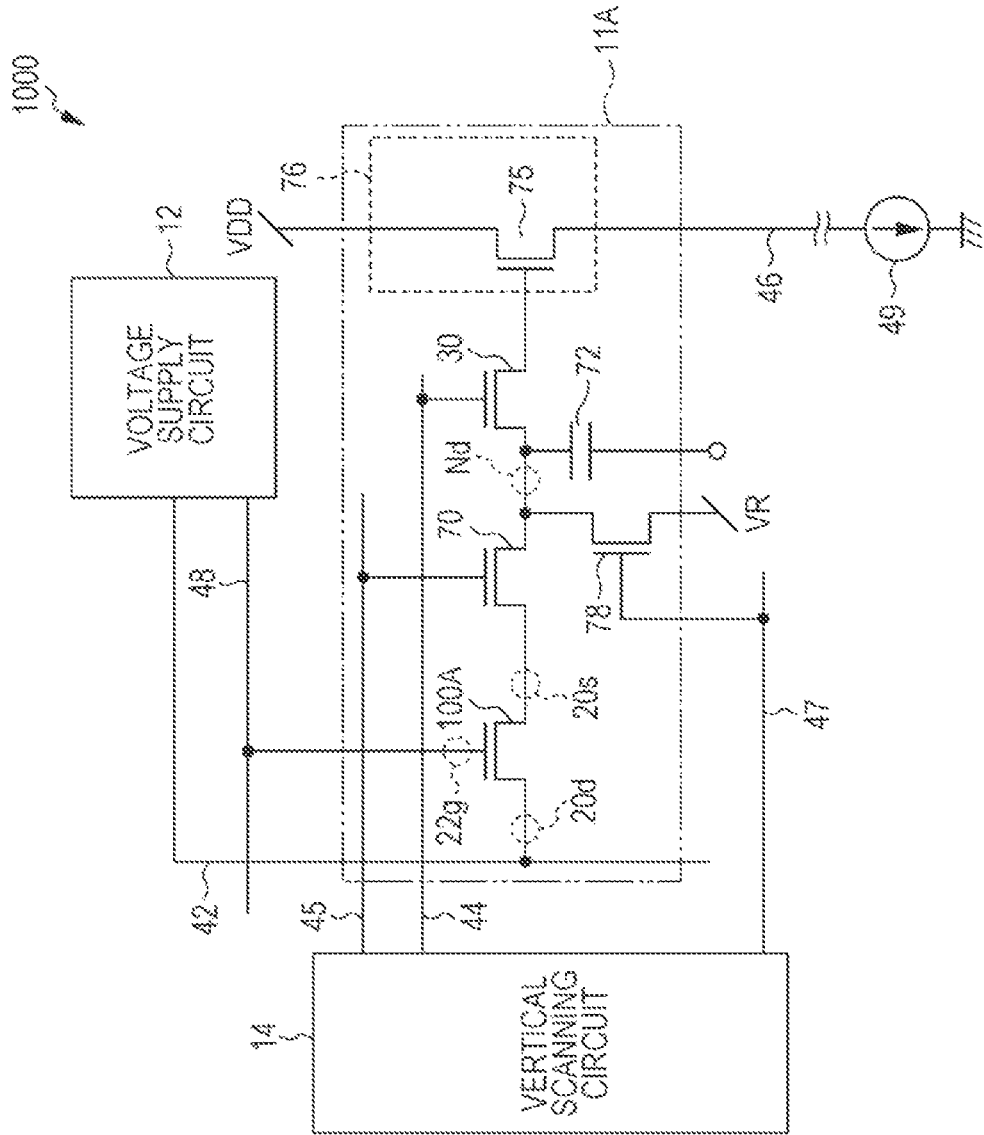 1000
12
VOLTAGE
SUPPLY
CIRCUIT
VDD
76
11A
75
48
30
70
Nd
72
46
49
100A
22g
78
VR
20s
20d
42
45
44
47
14
VERTICAL
SCANNING
CIRCUIT